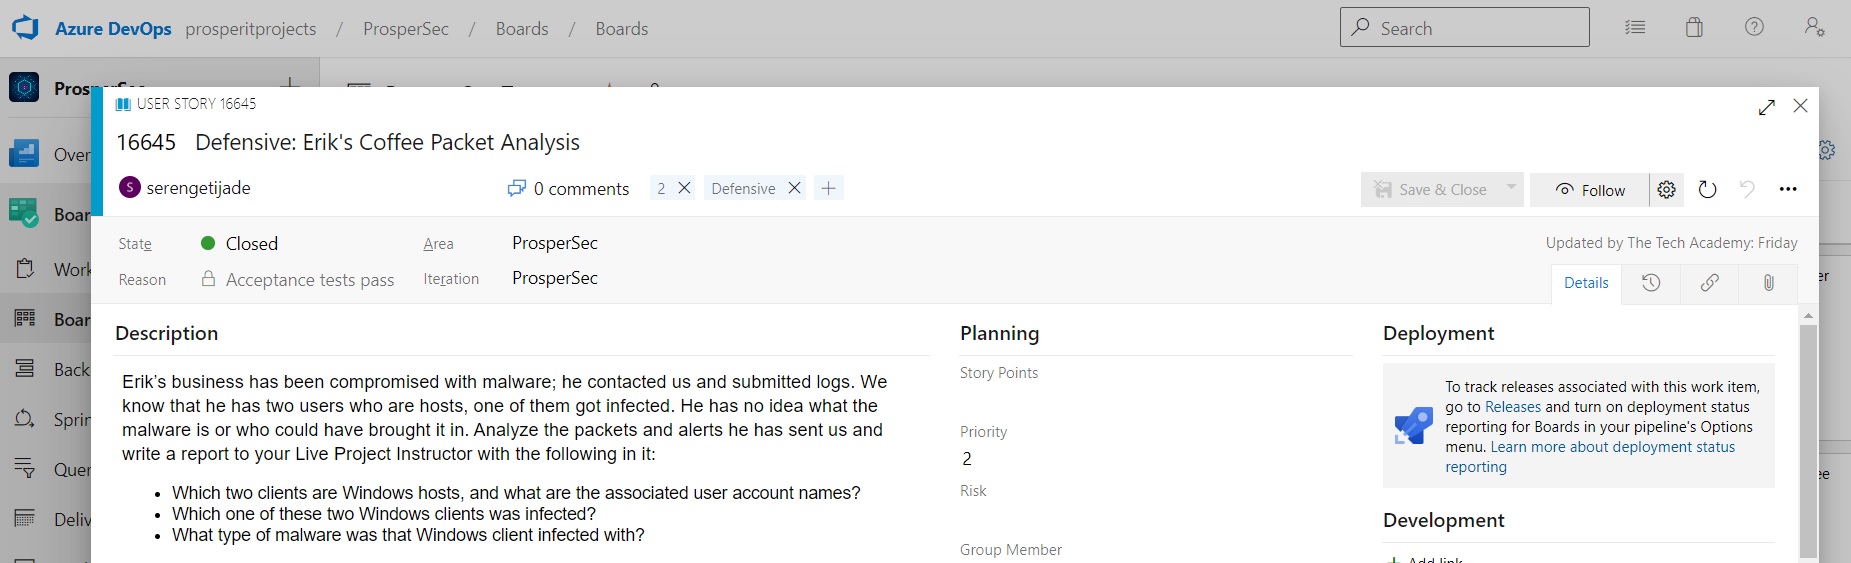 Azure DevOps prosperitprojects / ProsperSec / Boards / Boards
Search
USER STORY 16645
16645 Defensive: Erik's Coffee Packet Analysis
S serengetijade
0 comments
2
Defensive
Save & Close
Follow
State
Closed
Area
ProsperSec
Updated by The Tech Academy: Friday
Reason
Acceptance tests pass
Iteration
ProsperSec
Details
Over
Boar
Work
Boar
Back
Sprin
Quer
Deliv
Description
Erik's business has been compromised with malware; he contacted us and submitted logs. We
know that he has two users who are hosts, one of them got infected. He has no idea what the
malware is or who could have brought it in. Analyze the packets and alerts he has sent us and
write a report to your Live Project Instructor with the following in it:
• Which two clients are Windows hosts, and what are the associated user account names?
• Which one of these two Windows clients was infected?
• What type of malware was that Windows client infected with?
Planning
Story Points
Priority
2
Risk
Group Member
Deployment
To track releases associated with this work item,
go to Releases and turn on deployment status
reporting for Boards in your pipeline's Options
menu. Learn more about deployment status
reporting
Development
Add link